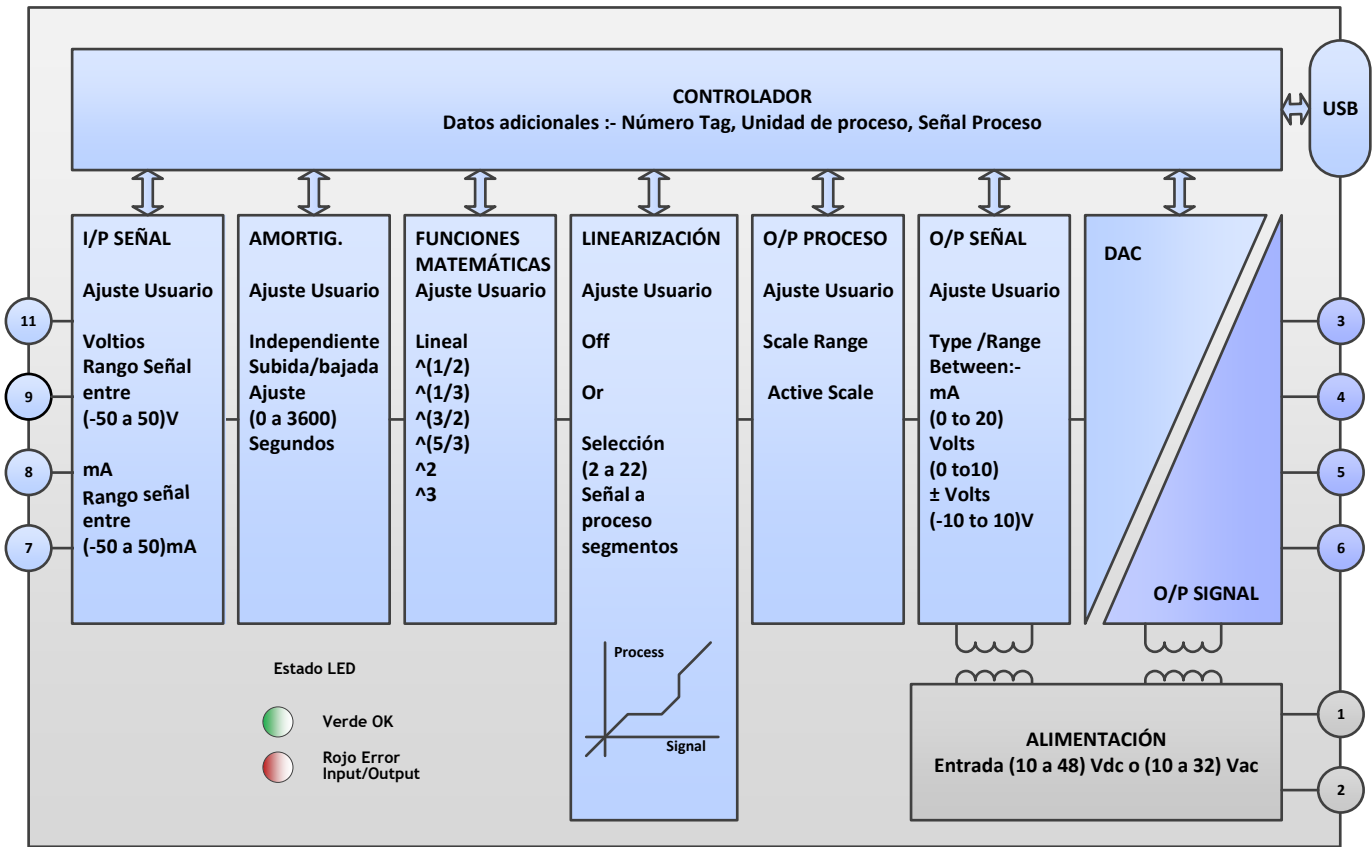 CONTROLADOR
Datos adicionales :- Número Tag, Unidad de proceso, Señal Proceso
USB
I/P SEÑAL
Ajuste Usuario
Voltios
Rango Señal
entre
(-50 a 50)V
mA
Rango señal
entre
(-50 a 50)mA
AMORTIG.
Ajuste Usuario
Independiente
Subida/bajada
Ajuste
(0 a 3600)
Segundos
FUNCIONES
MATEMÁTICAS
Ajuste Usuario
Lineal
^(1/2)
^(1/3)
^(3/2)
^(5/3)
^2
^3
LINEARIZACIÓN
Ajuste Usuario
Off
Or
Selección
(2 a 22)
Señal a
proceso
segmentos
Process
Signal
O/P PROCESO
Ajuste Usuario
Scale Range
Active Scale
O/P SEÑAL
Ajuste Usuario
Type /Range
Between:-
mA
(0 to 20)
Volts
(0 to10)
± Volts
(-10 to 10)V
DAC
O/P SIGNAL
11
9
8
7
3
4
5
6
Estado LED
Verde OK
Rojo Error
Input/Output
ALIMENTACIÓN
Entrada (10 a 48) Vdc o (10 a 32) Vac
1
2